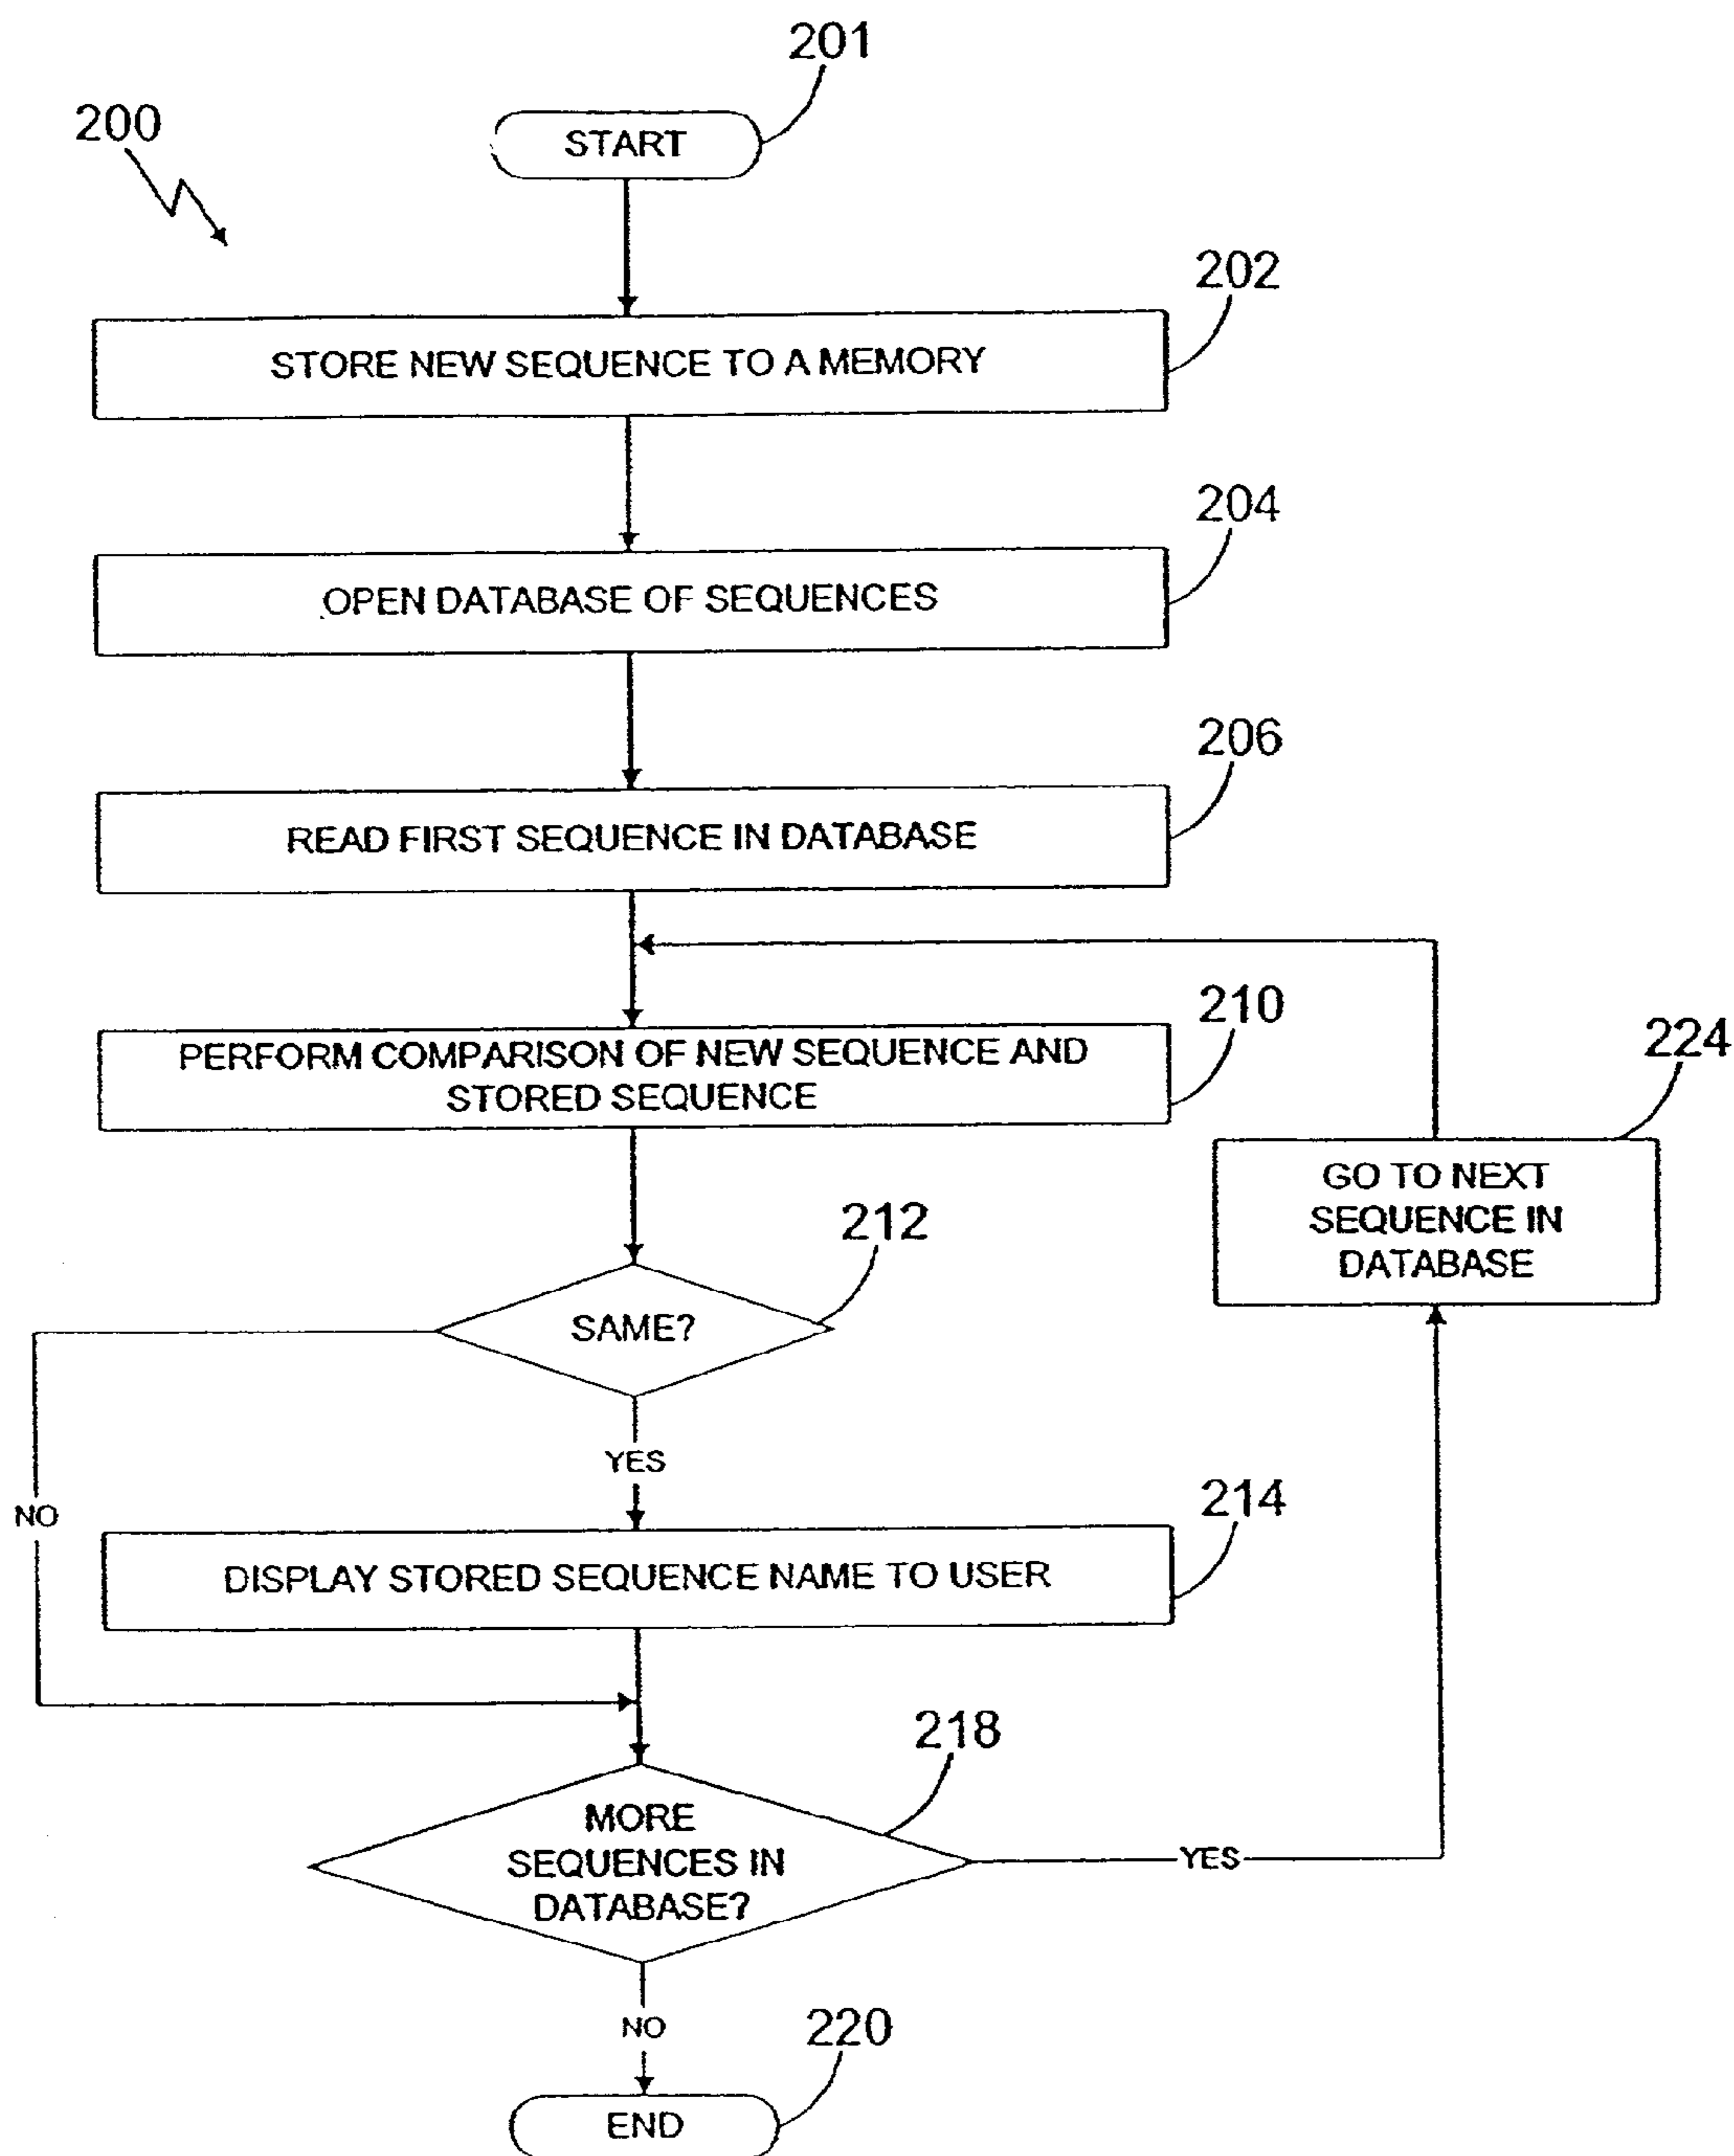 201
200
START
202
STORE NEW SEQUENCE TO A MEMORY
204
OPEN DATABASE OF SEQUENCES
206
READ FIRST SEQUENCE IN DATABASE
210
PERFORM COMPARISON OF NEW SEQUENCE AND
STORED SEQUENCE
224
GO TO NEXT
SEQUENCE IN
DATABASE
212
SAME?
YES
NO
214
DISPLAY STORED SEQUENCE NAME TO USER
218
MORE
SEQUENCES IN
DATABASE?
YES
NO
220
END